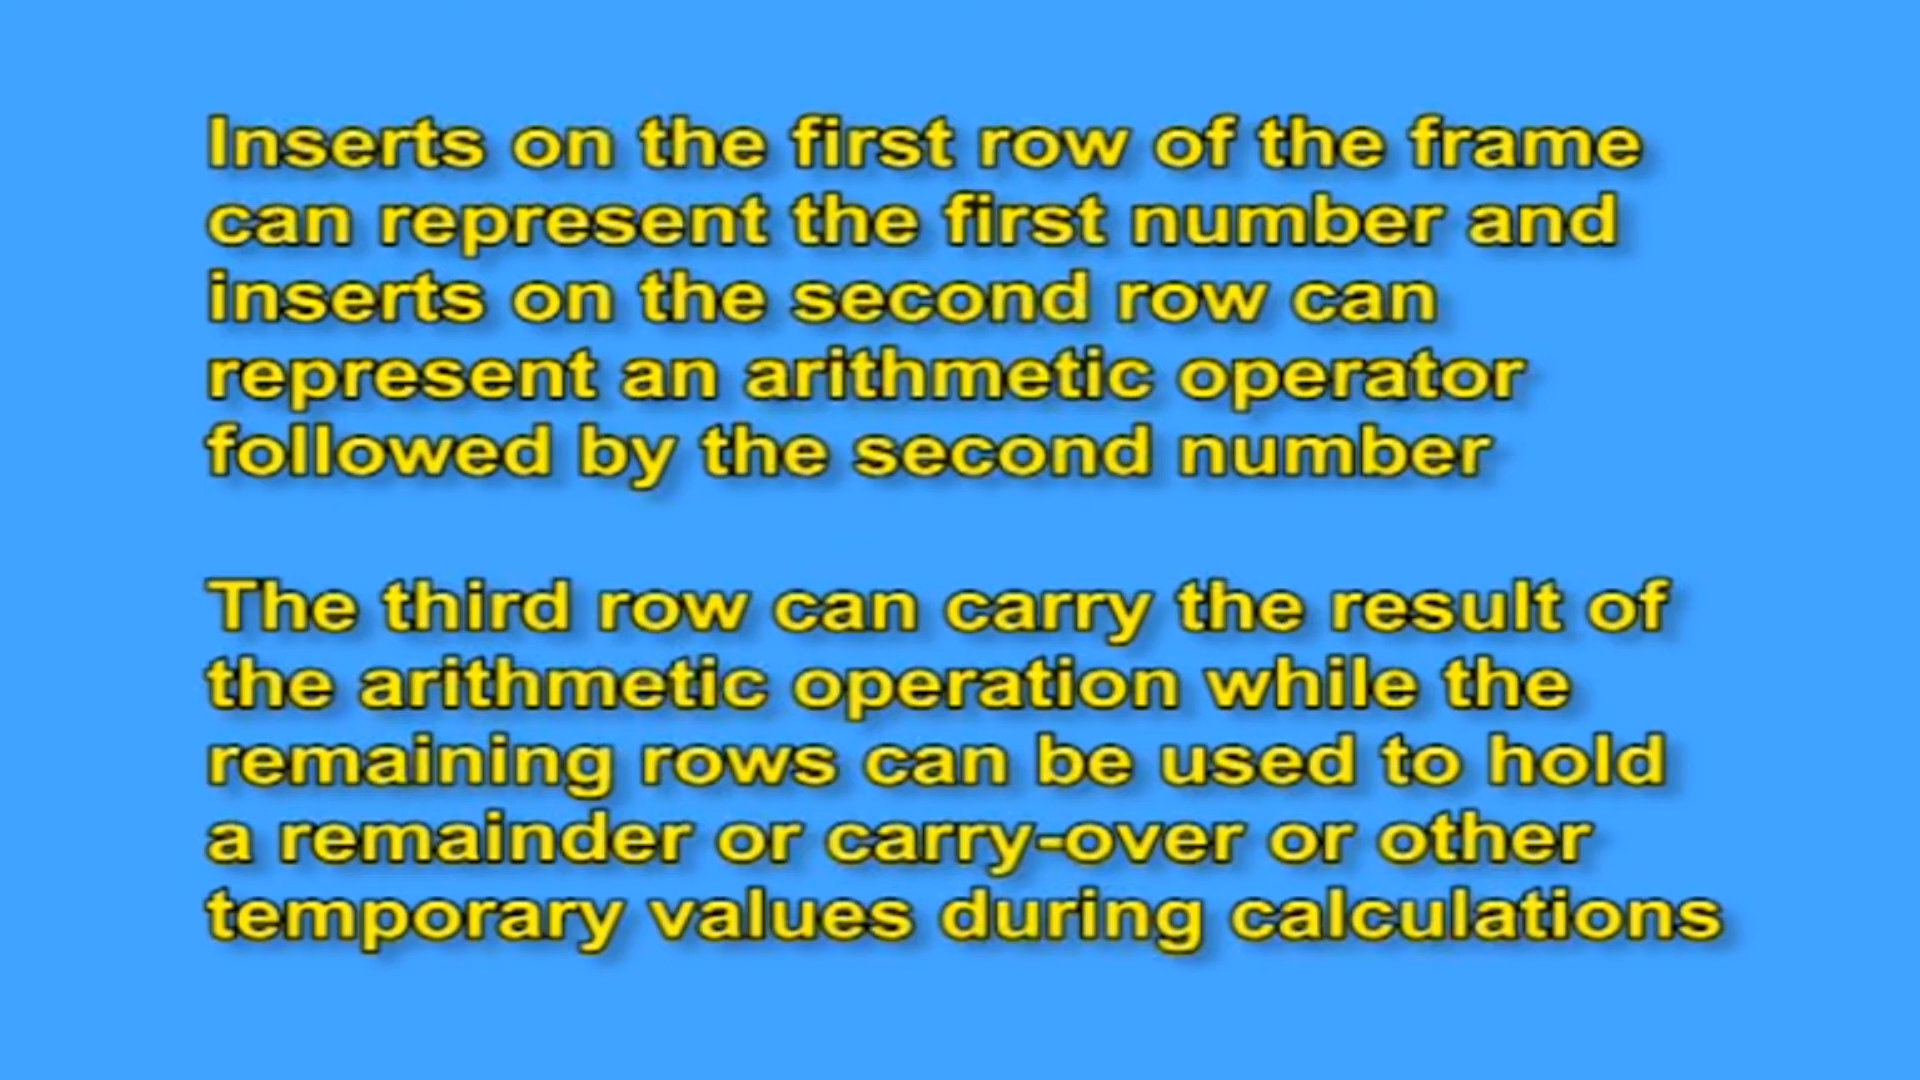 Inserts on the first row of the frame
can represent the first number and
inserts on the second row can
represent an arithmetic operator
followed by the second number
The third row can carry the result of
the arithmetic operation while the
remaining rows can be used to hold
a remainder or carry-over or other
temporary values during calculations